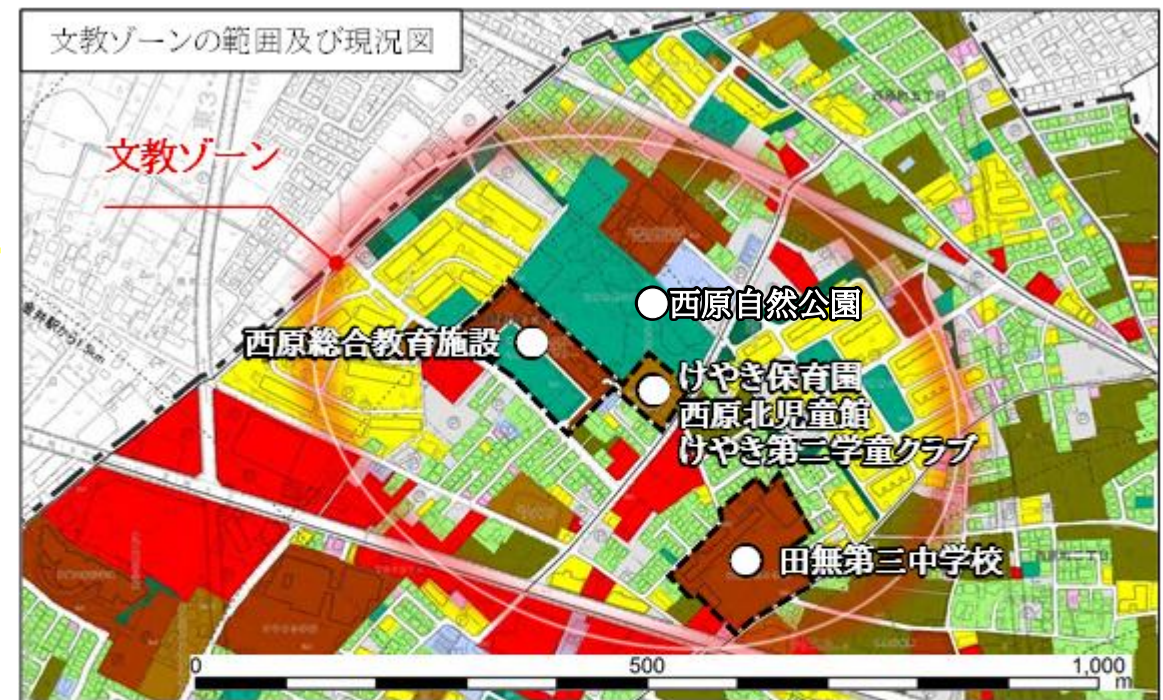 文教ゾーンの範囲及び現況図
文教ゾーン
西原自然公園
西原総合教育施設
けやき保育園
西原北児童館
けやき第二学童クラブ
田無第三中学校
0
500
1,000
m